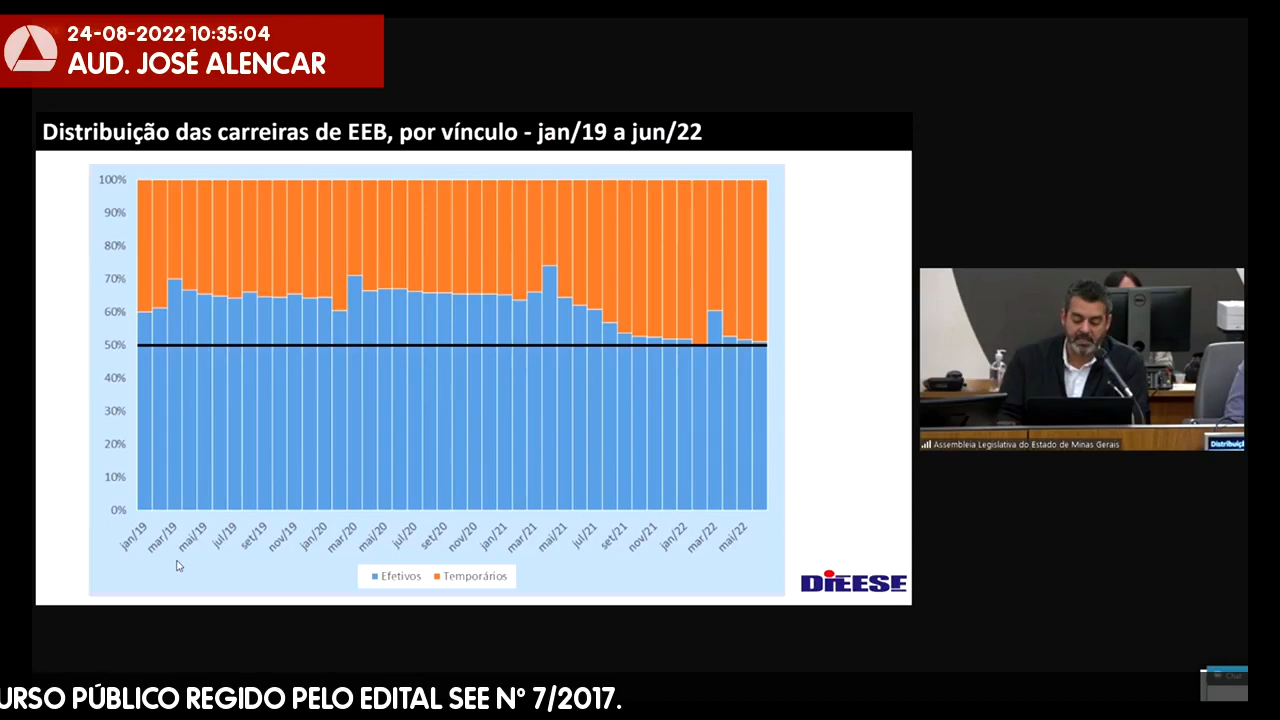 24-08-2022 10:35:04
AUD. JOSÉ ALENCAR
Distribuição das carreiras de EEB, por vínculo - jan/19 a jun/22
100%
90%
80%
70%
60%
50%
40%
30%
20%
10%
0%
jan/19 mar/19 mai/19 jul/19 set/19 nov/19 jan/20 mar/20 mai/20 jul/20 set/20 nov/20 jan/21 mar/21 mai/21 jul/21 set/21 nov/21 jan/22 mar/22 mai/22
Efetivos Temporários
DIEESE
Assembleia Legislativa do Estado de Minas Gerais
Distribuiç
Chat
URSO PÚBLICO REGIDO PELO EDITAL SEE Nº 7/2017.